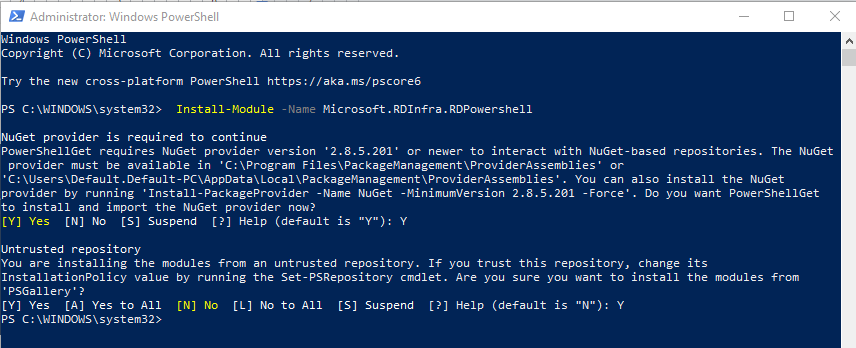 Administrator: Windows PowerShell
Windows PowerShell
Copyright (C) Microsoft Corporation. All rights reserved.
Try the new cross-platform PowerShell https://aka.ms/pscore6
PS C:\WINDOWS\system32>  Install-Module -Name Microsoft.RDInfra.RDPowershell
NuGet provider is required to continue
PowerShellGet requires NuGet provider version '2.8.5.201' or newer to interact with NuGet-based repositories. The NuGet
 provider must be available in 'C:\Program Files\PackageManagement\ProviderAssemblies' or
'C:\Users\Default.Default-PC\AppData\Local\PackageManagement\ProviderAssemblies'. You can also install the NuGet
provider by running 'Install-PackageProvider -Name NuGet -MinimumVersion 2.8.5.201 -Force'. Do you want PowerShellGet
to install and import the NuGet provider now?
[Y] Yes  [N] No  [S] Suspend  [?] Help (default is "Y"): Y
Untrusted repository
You are installing the modules from an untrusted repository. If you trust this repository, change its
InstallationPolicy value by running the Set-PSRepository cmdlet. Are you sure you want to install the modules from
'PSGallery'?
[Y] Yes  [A] Yes to All  [N] No  [L] No to All  [S] Suspend  [?] Help (default is "N"): Y
PS C:\WINDOWS\system32>